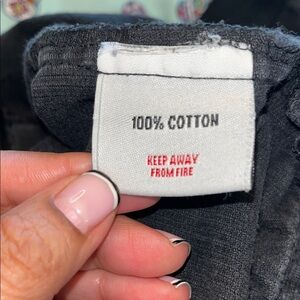 100% COTTON
KEEP AWAY
FROM FIRE